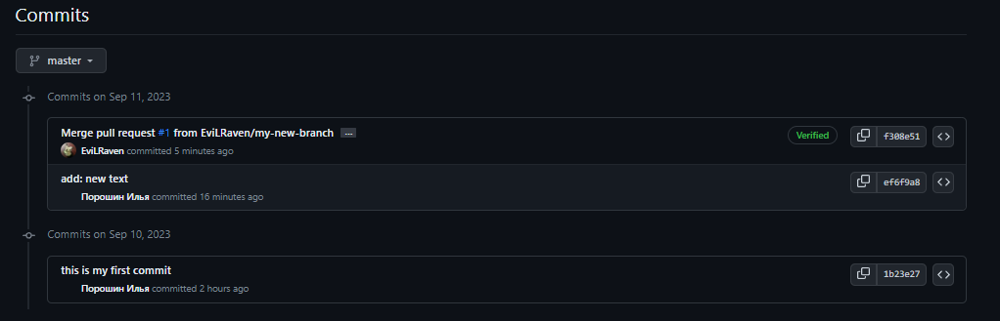 Commits
master
Commits on Sep 11, 2023
Merge pull request #1 from EviLRaven/my-new-branch ...
Verified
f308e51
EviLRaven committed 5 minutes ago
add: new text
ef6f9a8
Порошин Илья committed 16 minutes ago
Commits on Sep 10, 2023
this is my first commit
1b23e27
Порошин Илья committed 2 hours ago